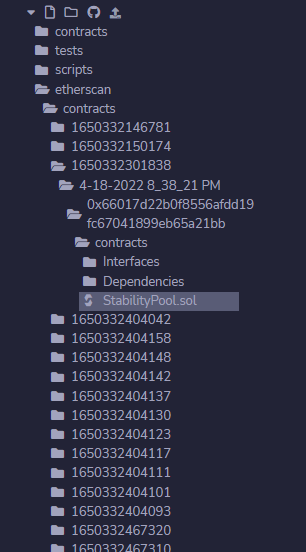 contracts
tests
scripts
etherscan
contracts
1650332146781
1650332150174
1650332301838
4-18-2022 8_38_21 PM
0x66017d22b0f8556afdd19
fc67041899eb65a21bb
contracts
Interfaces
Dependencies
StabilityPool.sol
1650332404042
1650332404158
1650332404148
1650332404142
1650332404137
1650332404130
1650332404123
1650332404117
1650332404111
1650332404101
1650332404093
1650332467320
1650332467310